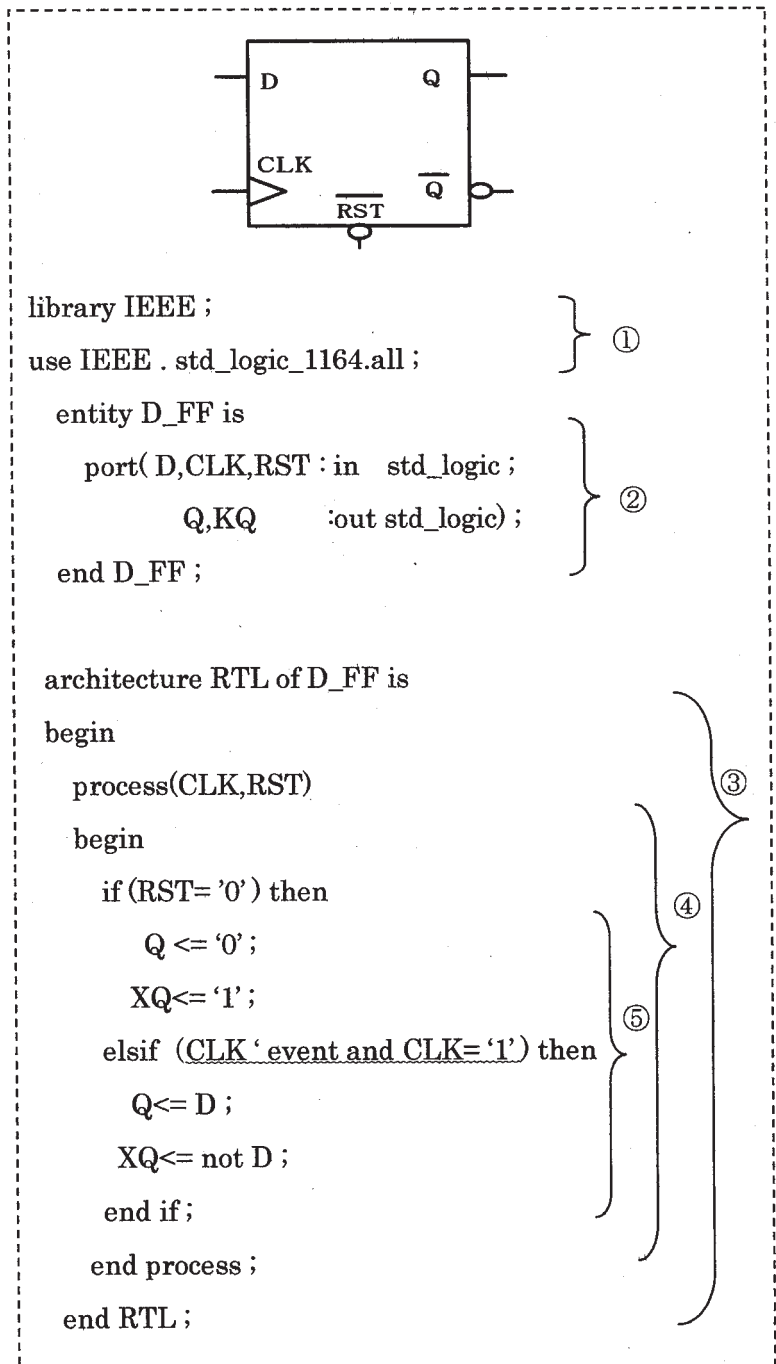 D Q
CLK
RST Q
library IEEE ;
①
use IEEE . std_logic_1164.all ;
entity D_FF is
port( D,CLK,RST : in std_logic ;
②
Q,KQ :out std_logic) ;
end D_FF ;
architecture RTL of D_FF is
begin
process(CLK,RST)
③
begin
if (RST= ’0’ ) then
④
Q <= ‘0’ ;
XQ<= ‘1’ ;
⑤
elsif (CLK ‘ event and CLK= ‘1’) then
Q<= D ;
XQ<= not D ;
end if ;
end process ;
end RTL ;